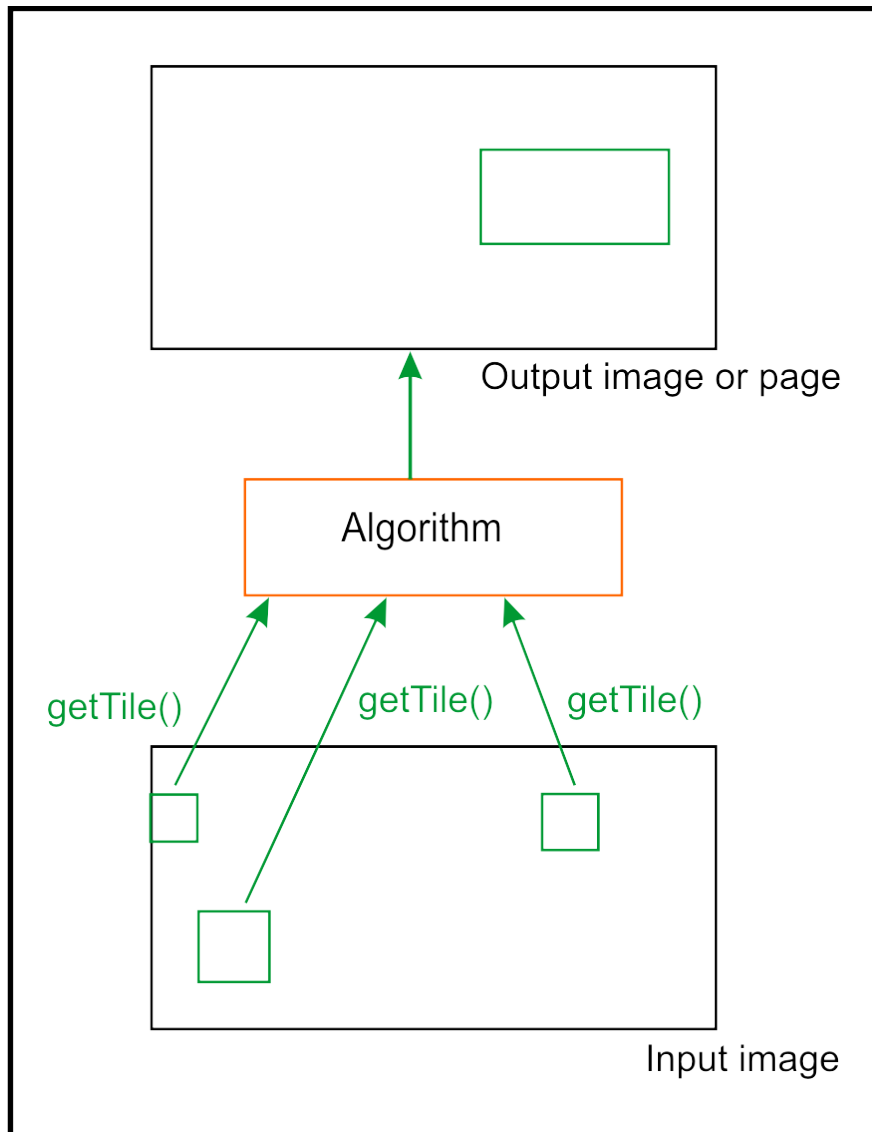 Output image or page
Algorithm
getTile()
getTile()
getTile()
Input image